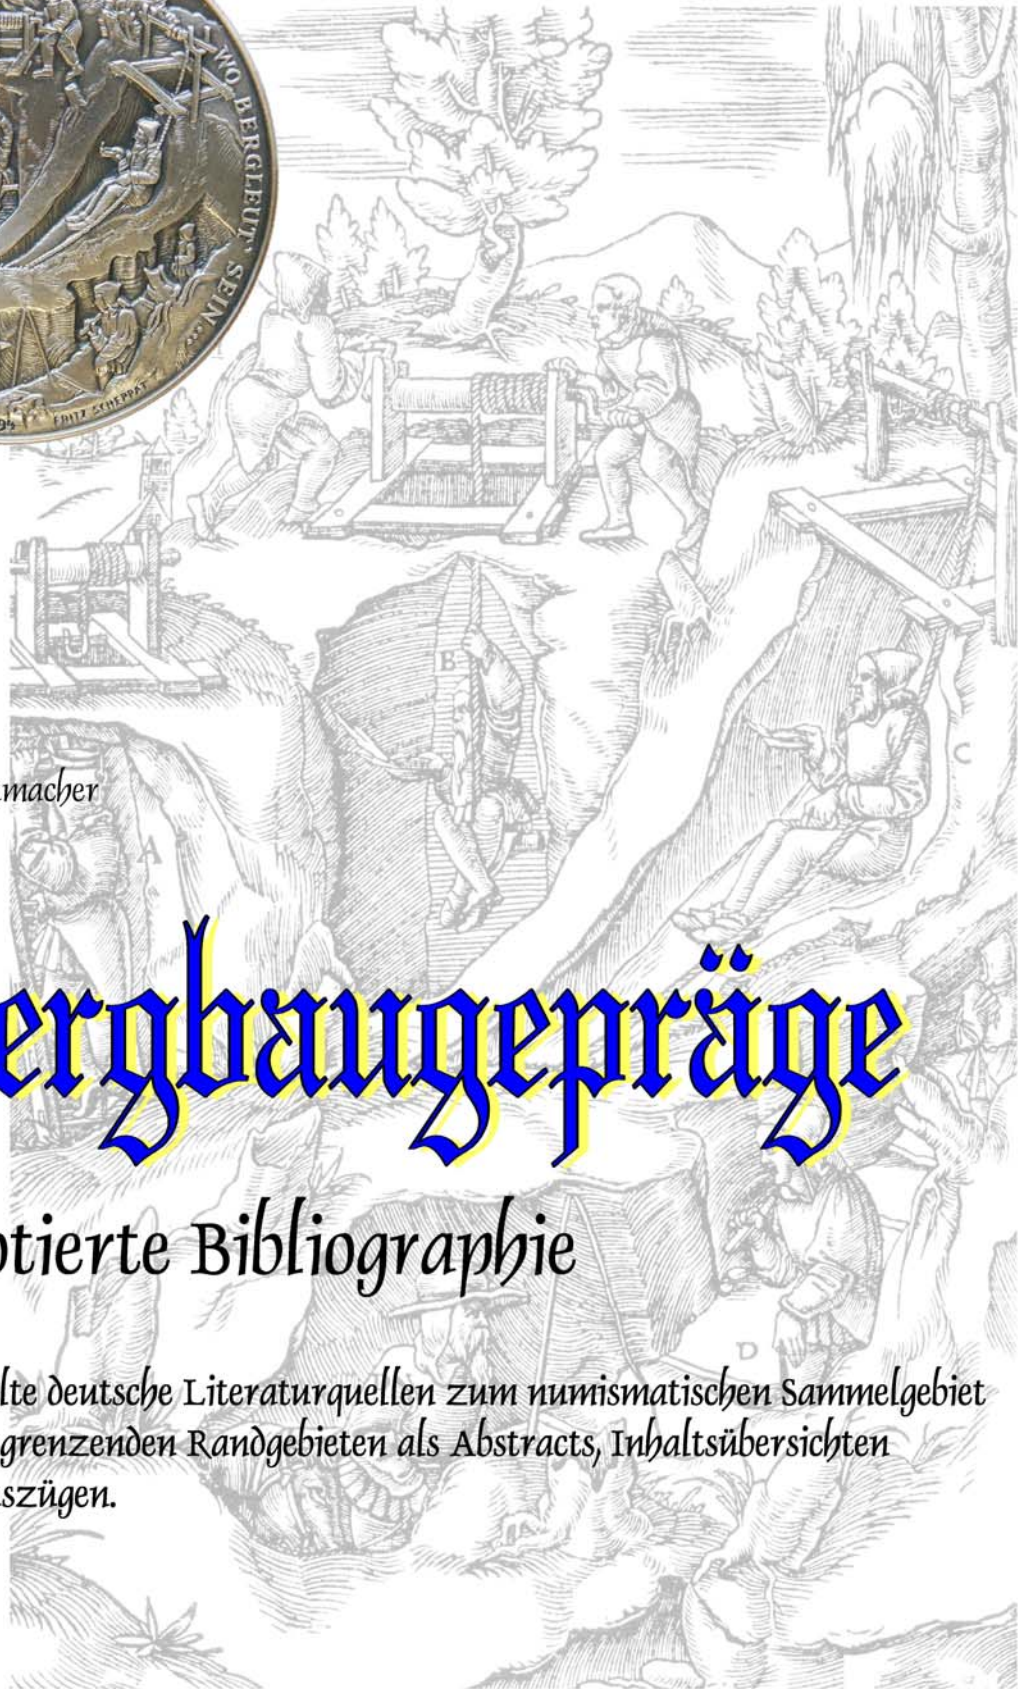 WO BERGLEUT' SEIN...
94
FRITZ SCHEPPAT
B
C
macher
A
ergbaugepräge
otierte Bibliographie
D
lte deutsche Literaturquellen zum numismatischen Sammelgebiet
grenzenden Randgebieten als Abstracts, Inhaltsübersichten
szügen.